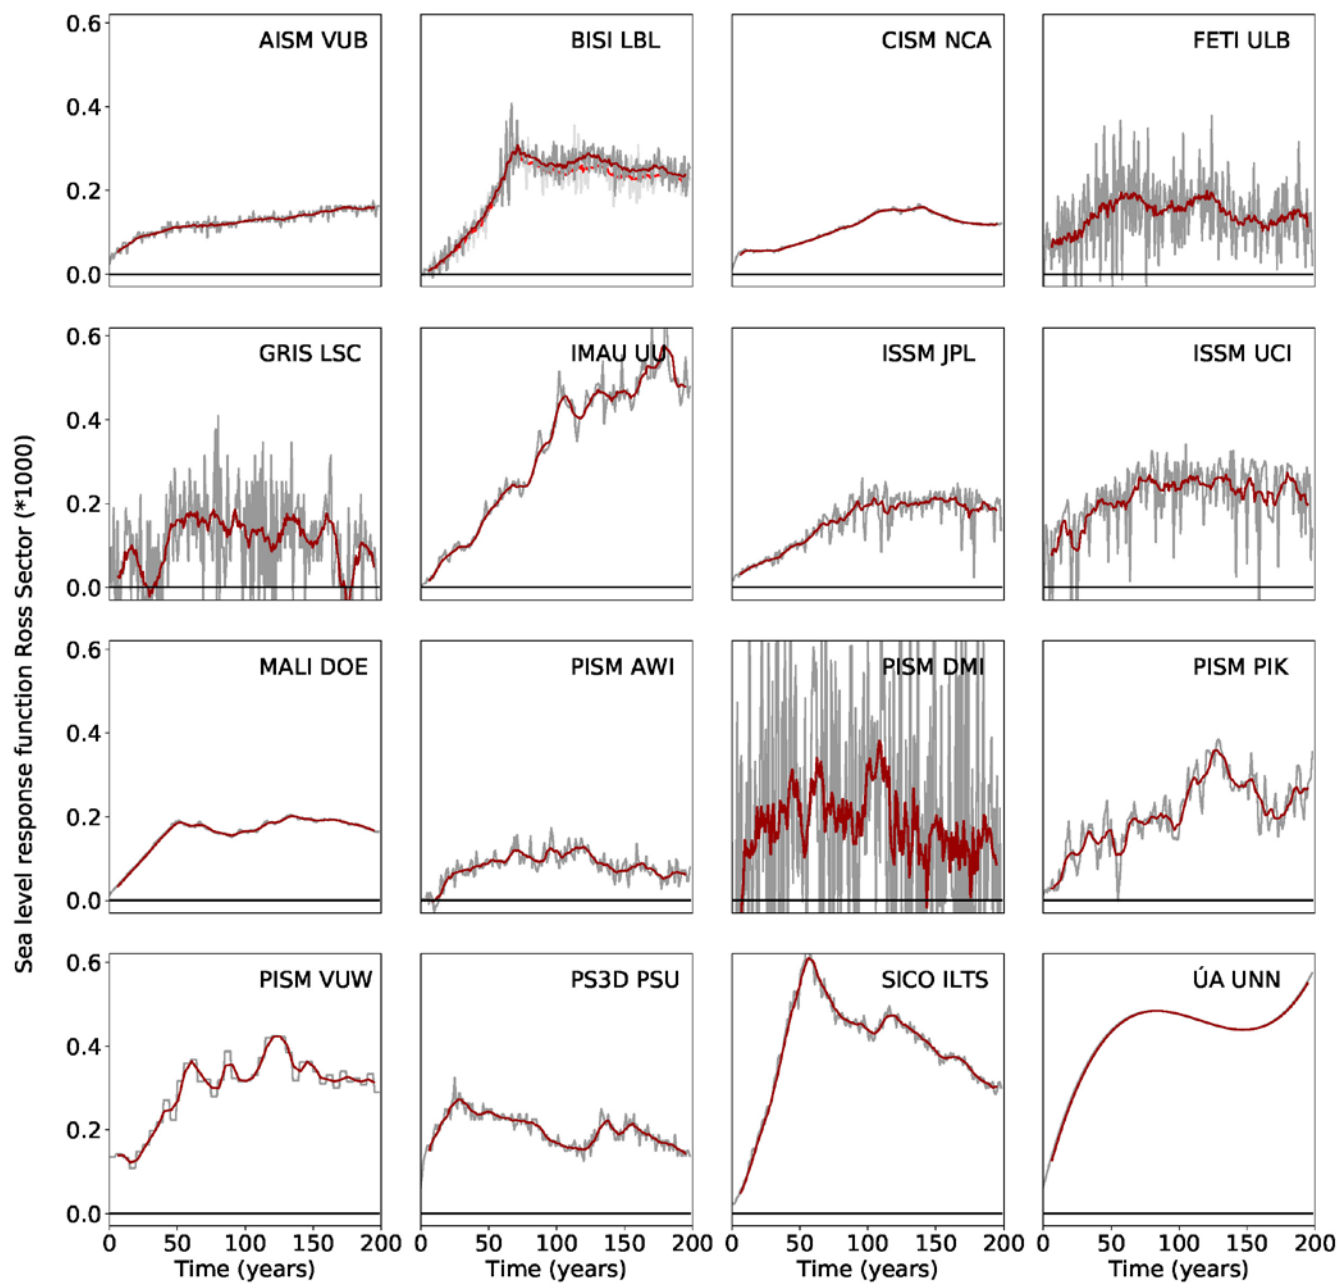 Sea level response function Ross Sector (*1000)
0.6
0.4
0.2
0.0
AISM VUB
BISI LBL
CISM NCA
FETI ULB
0.6
0.4
0.2
0.0
GRIS LSC
IMAU UU
ISSM JPL
ISSM UCI
0.6
0.4
0.2
0.0
MALI DOE
PISM AWI
PISM DMI
PISM PIK
0.6
0.4
0.2
0.0
PISM VUW
PS3D PSU
SICO ILTS
ÚA UNN
0 50 100 150 200
0 50 100 150 200
0 50 100 150 200
0 50 100 150 200
Time (years)
Time (years)
Time (years)
Time (years)